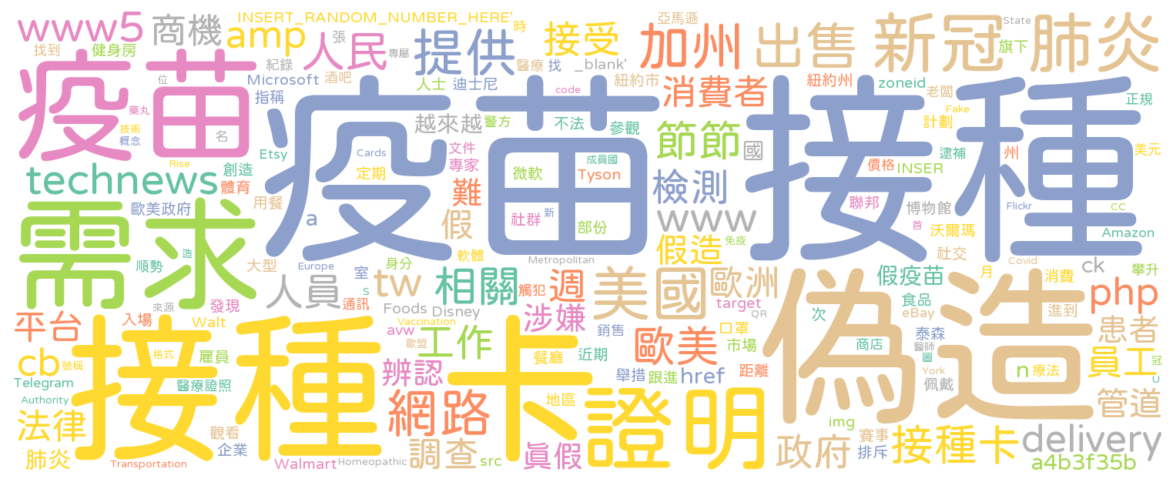 www5 商機 INSERT_RANDOM_NUMBER_HERE' 時 亞馬遜 State
找到 健身房 amp 人民 張 專屬 提供 接受 加州 出售 新冠 肺炎
紀錄 醫療 找 _blank' 紐約市 旗下
疫苗 Microsoft 酒吧 人士 迪士尼 消費者 紐約州 zoneid 老闆 Fake
位 指稱 code 計劃 正規
疫苗 接種
藥丸 名 越來越 警方 不法 參觀 節節 國 INSER 逮補 州 美元
技術 概念 Etsy Cards 文件 成員國 價格
technews 創造 定期 專家 微軟 Tyson 檢測
Rise 體育 a 難 社群 新 部份 聯邦 博物館 Flickr CC
需求 歐美政府 用餐 假 www 首 沃爾瑪 Amazon
順勢 造 大型 軟體 免疫 假造 社交 Covid 攀升
Europe 室 身分 Metropolitan 月 消費
人員 tw 相關 週 美國 歐洲 假疫苗 ck 進到
來源 發現 s 通訊 Foods Disney 觸犯 target QR 食品 php
平台 入場 Walt avw Vaccination 涉嫌 銷售 口罩 次 eBay 患者
接種卡 偽造
cb 號稱 格式 雇員 歐盟 工作 餐廳 近期 歐美 市場 商店 醫師 泰森 冠
Telegram 醫療證照 辨認 舉措 跟進 href 距離 圖 York n 療法 員工 U
Authority 佩戴
法律 觀看 網路 地區 證明 img 賽事 管道
肺炎 企業 調查 真假 政府 排斥 接種卡 delivery
Transportation Walmart Homeopathic src a4b3f35b